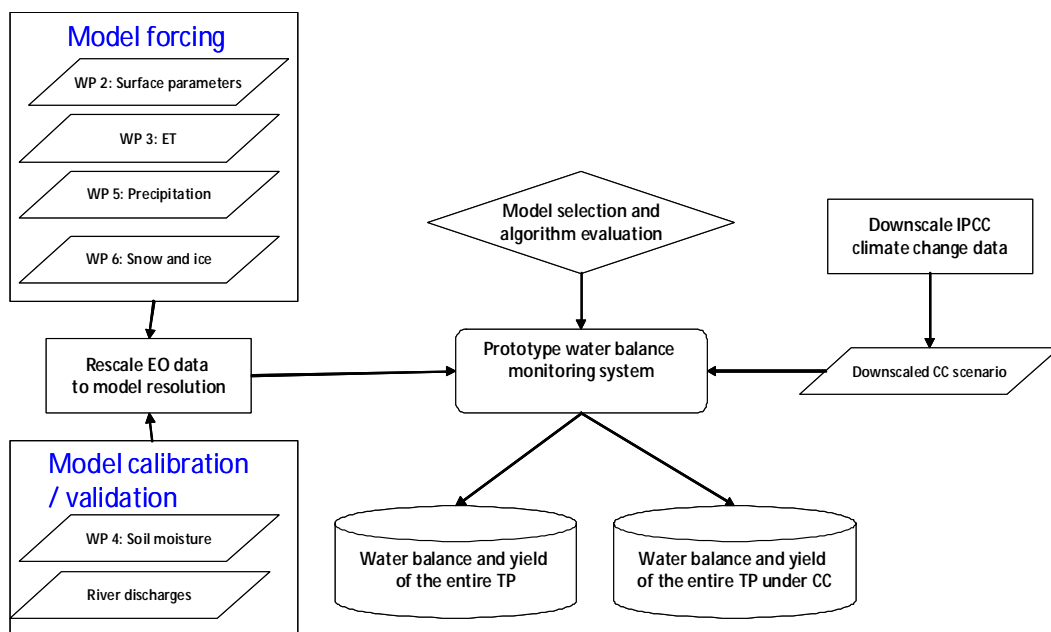 Model forcing
WP 2: Surface parameters
WP 3: ET
WP 5: Precipitation
WP 6: Snow and ice
Rescale EO data
to model resolution
Model calibration
/ validation
WP 4: Soil moisture
River discharges
Model selection and
algorithm evaluation
Prototype water balance
monitoring system
Downscale IPCC
climate change data
Downscaled CC scenario
Water balance and yield
of the entire TP
Water balance and yield
of the entire TP under CC